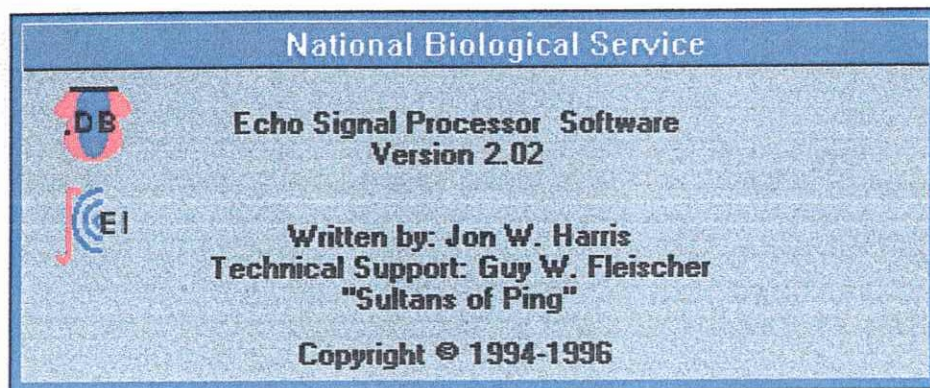 National Biological Service
.DB
Echo Signal Processor Software
Version 2.02
EI
Written by: Jon W. Harris
Technical Support: Guy W. Fleischer
"Sultans of Ping"
Copyright © 1994-1996